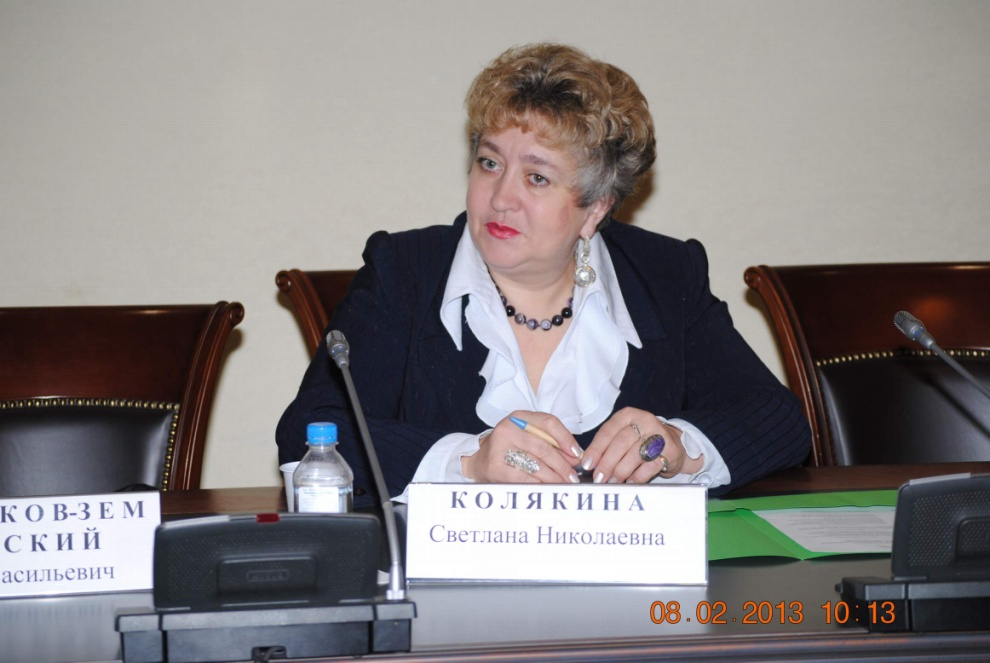 КОВ-ЗЕМ
СКИЙ
асильевич
КОЛЯКИНА
Светлана Николаевна
08.02.2013 10:13